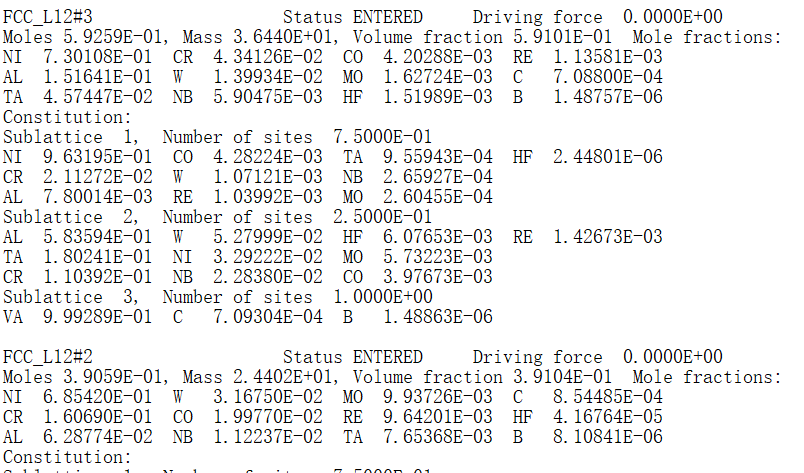 FCC_L12#3 Status ENTERED Driving force 0.0000E+00
Moles 5.9259E-01, Mass 3.6440E+01, Volume fraction 5.9101E-01 Mole fractions:
NI 7.30108E-01 CR 4.34126E-02 CO 4.20288E-03 RE 1.13581E-03
AL 1.51641E-01 W 1.39934E-02 MO 1.62724E-03 C 7.08800E-04
TA 4.57447E-02 NB 5.90475E-03 HF 1.51989E-03 B 1.48757E-06
Constitution:
Sublattice 1, Number of sites 7.5000E-01
NI 9.63195E-01 CO 4.28224E-03 TA 9.55943E-04 HF 2.44801E-06
CR 2.11272E-02 W 1.07121E-03 NB 2.65927E-04
AL 7.80014E-03 RE 1.03992E-03 MO 2.60455E-04
Sublattice 2, Number of sites 2.5000E-01
AL 5.83594E-01 W 5.27999E-02 HF 6.07653E-03 RE 1.42673E-03
TA 1.80241E-01 NI 3.29222E-02 MO 5.73223E-03
CR 1.10392E-01 NB 2.28380E-02 CO 3.97673E-03
Sublattice 3, Number of sites 1.0000E+00
VA 9.99289E-01 C 7.09304E-04 B 1.48863E-06
FCC_L12#2 Status ENTERED Driving force 0.0000E+00
Moles 3.9059E-01, Mass 2.4402E+01, Volume fraction 3.9104E-01 Mole fractions:
NI 6.85420E-01 W 3.16750E-02 MO 9.93726E-03 C 8.54485E-04
CR 1.60690E-01 CO 1.99770E-02 RE 9.64201E-03 HF 4.16764E-05
AL 6.28774E-02 NB 1.12237E-02 TA 7.65368E-03 B 8.10841E-06
Constitution: